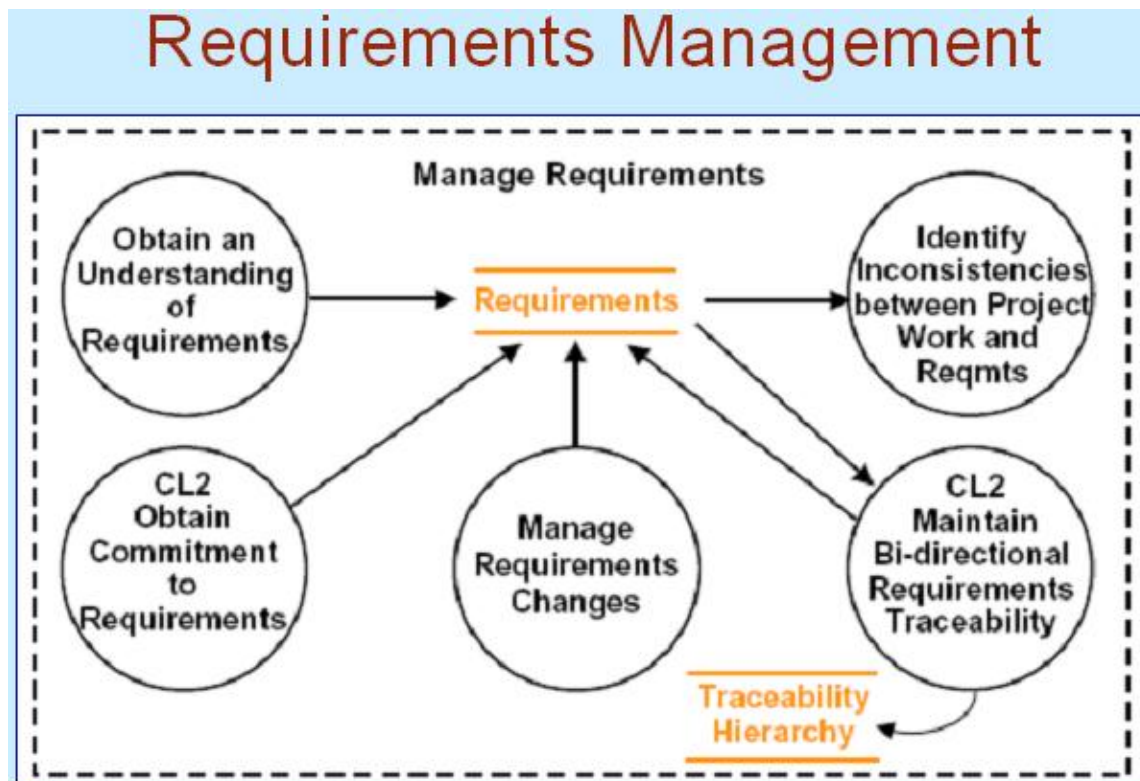 Requirements Management
Manage Requirements
Obtain an
Understanding
of
Requirements
Requirements
Identify
Inconsistencies
between Project
Work and
Reqmts
CL2
Obtain
Commitment
to
Requirements
Manage
Requirements
Changes
CL2
Maintain
Bi-directional
Requirements
Traceability
Traceability
Hierarchy